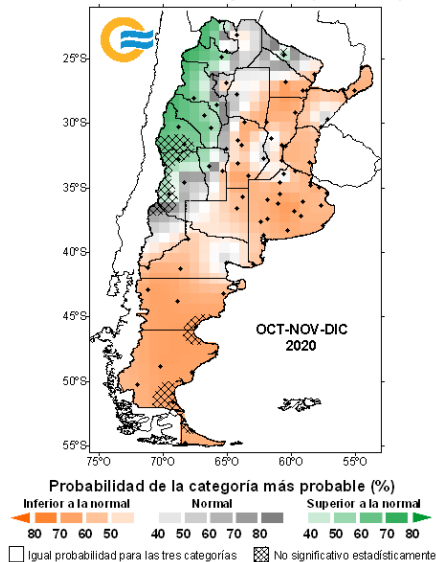 25°S
30°S
35°S
40°S
45°S
50°S
55°S
OCT-NOV-DIC
2020
75°O 70°O 65°O 60°O 55°O
Probabilidad de la categoría más probable (%)
Inferior a la normal Normal Superior a la normal
80 70 60 50 40 50 60 70 80 40 50 60 70 80
Igual probabilidad para las tres categorías No significativo estadísticamente